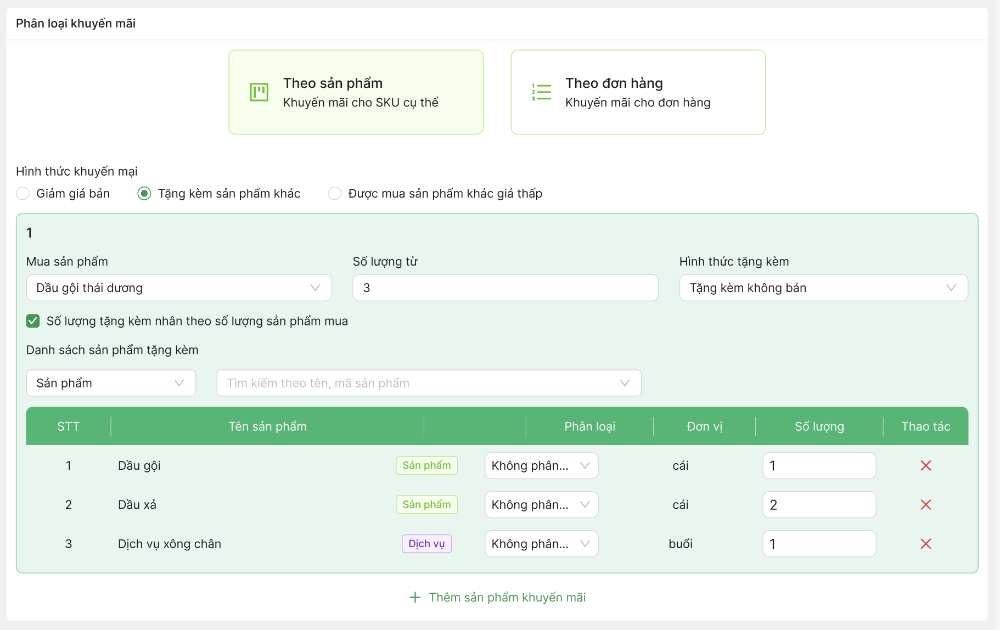 Phân loại khuyến mãi
Theo sản phẩm
Khuyến mãi cho SKU cụ thể
1
2
3
Theo đơn hàng
Khuyến mãi cho đơn hàng
Hình thức khuyến mại
Giảm giá bán
Tặng kèm sản phẩm khác
Được mua sản phẩm khác giá thấp
1
Mua sản phẩm
Số lượng từ
Hình thức tặng kèm
Dầu gội thái dương
3
Tặng kèm không bán
Số lượng tặng kèm nhân theo số lượng sản phẩm mua
Danh sách sản phẩm tặng kèm
Sản phẩm
Tìm kiếm theo tên, mã sản phẩm
STT Tên sản phẩm Phân loại Đơn vị Số lượng Thao tác
1 Dầu gội Sản phẩm Không phân... cái 1
2 Dầu xả Sản phẩm Không phân... cái 2
3 Dịch vụ xông chân Dịch vụ Không phân... buổi 1
Thêm sản phẩm khuyến mãi